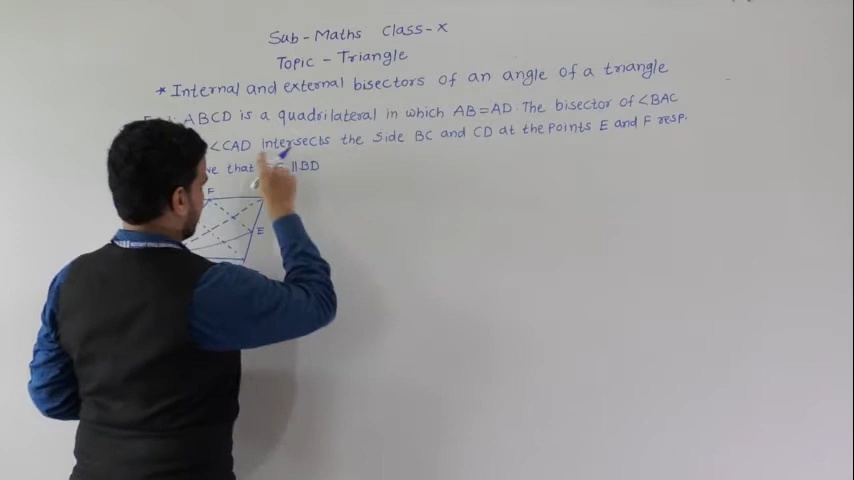 Sub - Maths Class - X
Topic - Triangle
* Internal and external bisectors of an angle of a triangle
ABCD is a quadrilateral in which AB = AD. The bisector of ∠BAC
∠CAD intersects the side BC and CD at the points E and F resp.
that || BD
F
E